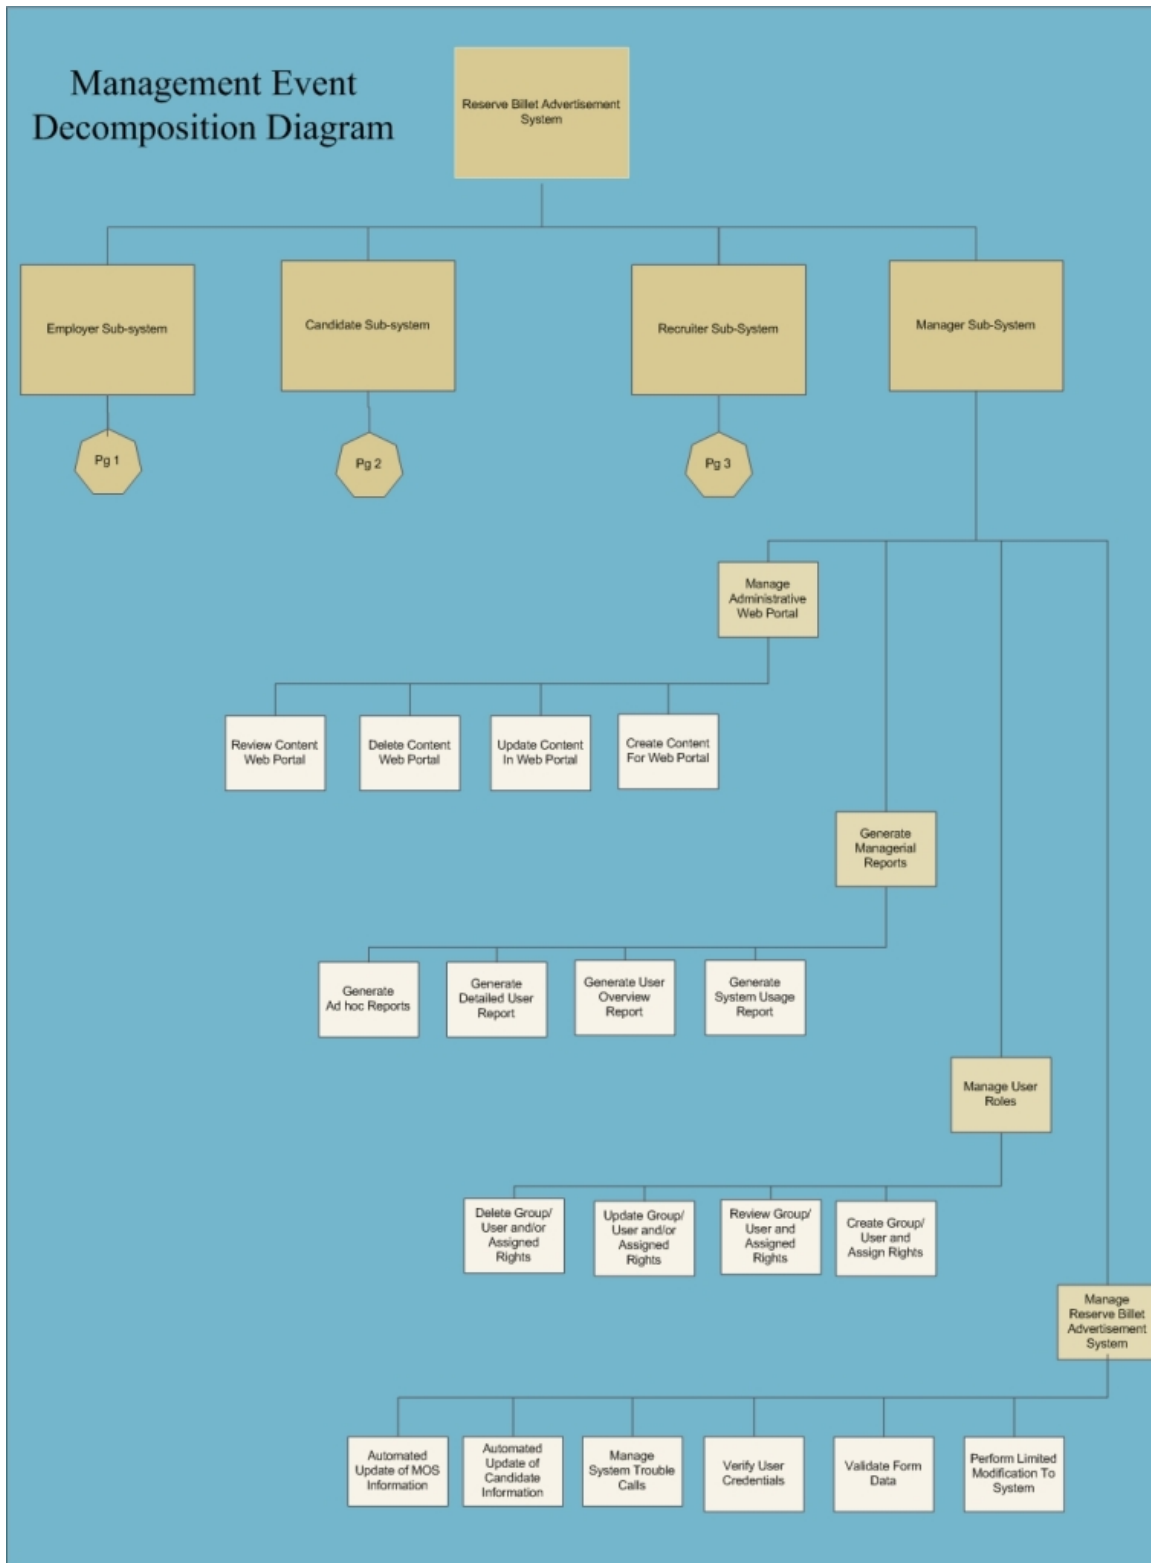 Management Event
Decomposition Diagram
Reserve Billet Advertisement
System
Employer Sub-system
Candidate Sub-system
Recruiter Sub-System
Manager Sub-System
Pg 1
Pg 2
Pg 3
Manage
Administrative
Web Portal
Review Content
Web Portal
Delete Content
Web Portal
Update Content
In Web Portal
Create Content
For Web Portal
Generate
Managerial
Reports
Generate
Ad hoc Reports
Generate
Detailed User
Report
Generate User
Overview
Report
Generate
System Usage
Report
Manage User
Roles
Delete Group/
User and/or
Assigned
Rights
Update Group/
User and/or
Assigned
Rights
Review Group/
User and
Assigned
Rights
Create Group/
User and
Assign Rights
Manage
Reserve Billet
Advertisement
System
Automated
Update of MOS
Information
Automated
Update of
Candidate
Information
Manage
System Trouble
Calls
Verify User
Credentials
Validate Form
Data
Perform Limited
Modification To
System